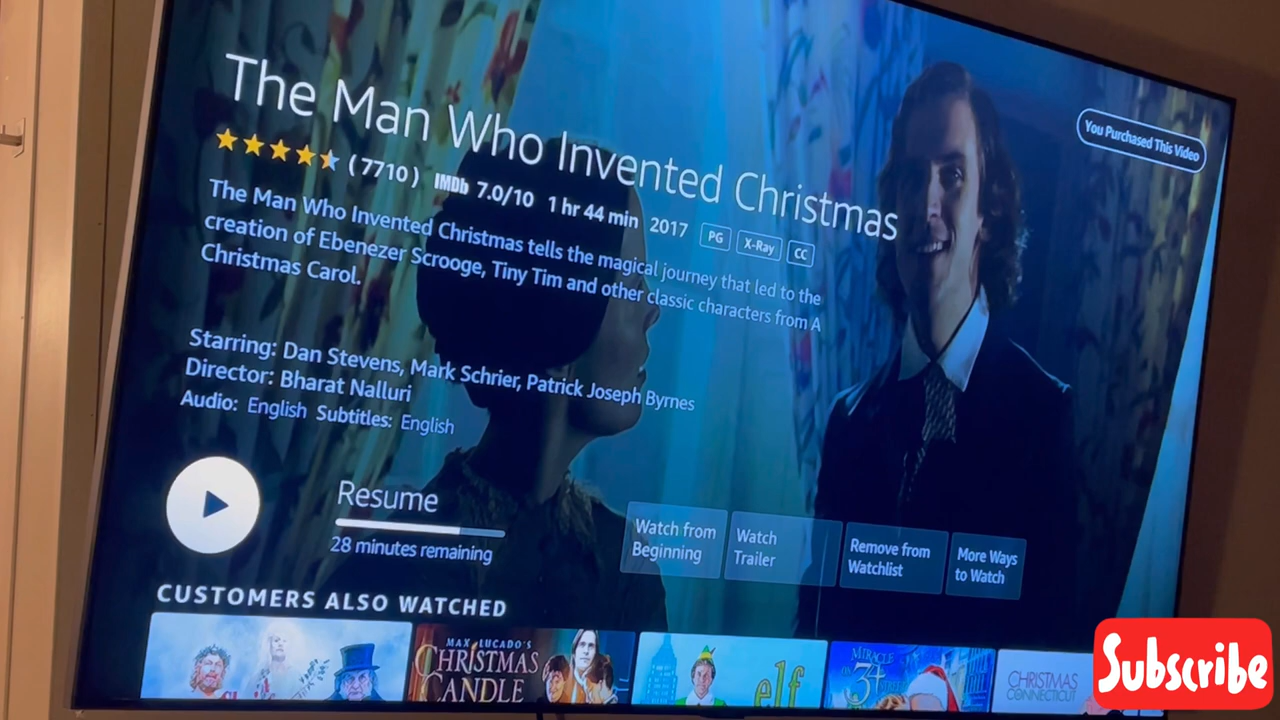 The Man Who Invented Christmas
You Purchased This Video
(7710) IMDb 7.0/10 1 hr 44 min 2017 PG X-Ray CC
The Man Who Invented Christmas tells the magical journey that led to the
creation of Ebenezer Scrooge, Tiny Tim and other classic characters from A
Christmas Carol.
Starring: Dan Stevens, Mark Schrier, Patrick Joseph Byrnes
Director: Bharat Nalluri
Audio: English Subtitles: English
Resume
28 minutes remaining
Watch from
Beginning
Watch
Trailer
Remove from
Watchlist
More Ways
to Watch
CUSTOMERS ALSO WATCHED
MAX LUCADO'S
CHRISTMAS
CANDLE
elf
MIRACLE
ON 34
CHRISTMAS
CONNECTICUT
Subscribe